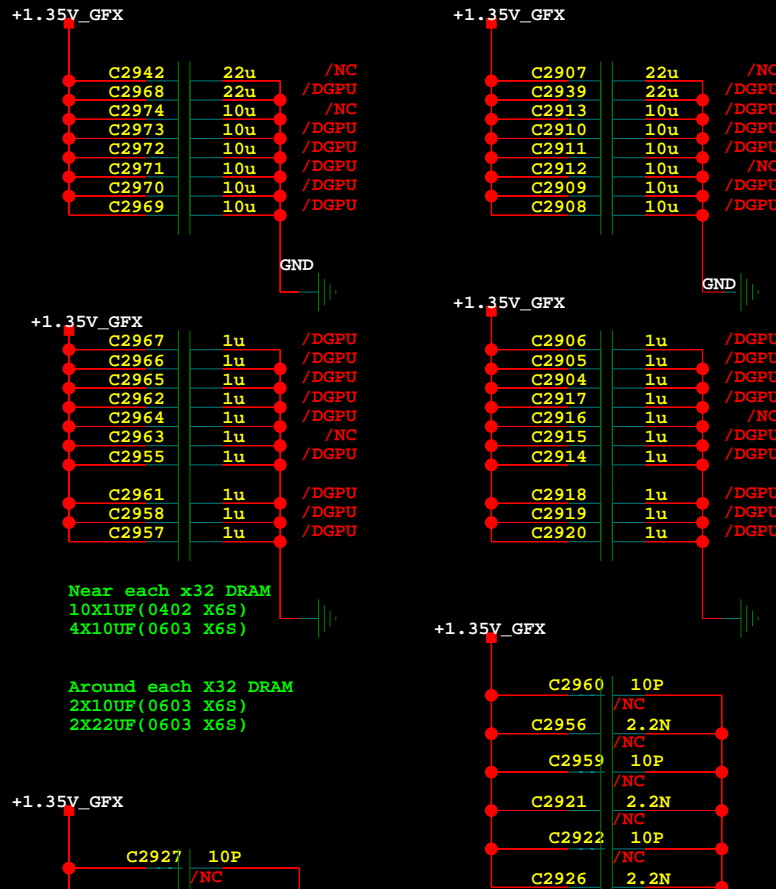 +1.35V_GFX
C2942 22u /NC
C2968 22u /DGPU
C2974 10u /NC
C2973 10u /DGPU
C2972 10u /DGPU
C2971 10u /DGPU
C2970 10u /DGPU
C2969 10u /DGPU
GND
+1.35V_GFX
C2967 1u /DGPU
C2966 1u /DGPU
C2965 1u /DGPU
C2962 1u /DGPU
C2964 1u /DGPU
C2963 1u /NC
C2955 1u /DGPU
C2961 1u /DGPU
C2958 1u /DGPU
C2957 1u /DGPU
Near each x32 DRAM
10X1UF(0402 X6S)
4X10UF(0603 X6S)
Around each X32 DRAM
2X10UF(0603 X6S)
2X22UF(0603 X6S)
+1.35V_GFX
C2927 10P
/NC
+1.35V_GFX
C2907 22u /NC
C2939 22u /DGPU
C2913 10u /DGPU
C2910 10u /DGPU
C2911 10u /DGPU
C2912 10u /NC
C2909 10u /DGPU
C2908 10u /DGPU
GND
+1.35V_GFX
C2906 1u /DGPU
C2905 1u /DGPU
C2904 1u /DGPU
C2917 1u /DGPU
C2916 1u /NC
C2915 1u /DGPU
C2914 1u /DGPU
C2918 1u /DGPU
C2919 1u /DGPU
C2920 1u /DGPU
+1.35V_GFX
C2960 10P
/NC
C2956 2.2N
/NC
C2959 10P
/NC
C2921 2.2N
/NC
C2922 10P
/NC
C2926 2.2N